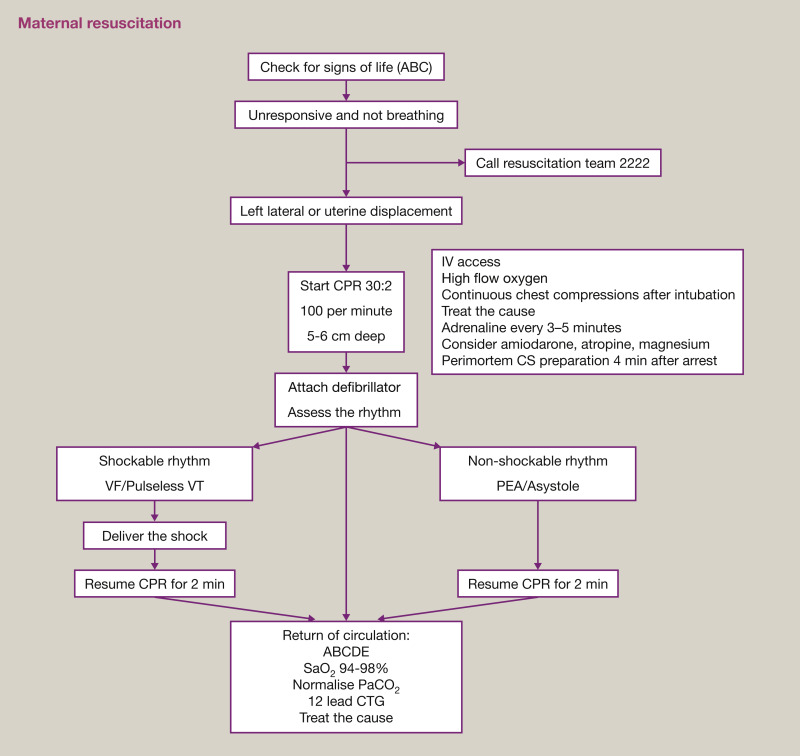 Maternal resuscitation
Check for signs of life (ABC)
Unresponsive and not breathing
Call resuscitation team 2222
Left lateral or uterine displacement
Start CPR 30:2
100 per minute
5-6 cm deep
IV access
High flow oxygen
Continuous chest compressions after intubation
Treat the cause
Adrenaline every 3–5 minutes
Consider amiodarone, atropine, magnesium
Perimortem CS preparation 4 min after arrest
Attach defibrillator
Assess the rhythm
Shockable rhythm
VF/Pulseless VT
Non-shockable rhythm
PEA/Asystole
Deliver the shock
Resume CPR for 2 min
Resume CPR for 2 min
Return of circulation:
ABCDE
SaO₂ 94-98%
Normalise PaCO₂
12 lead CTG
Treat the cause